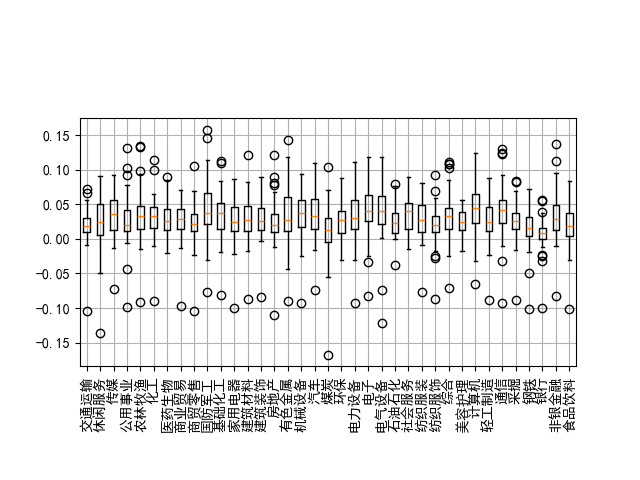 0.15
0.10
0.05
0.00
−0.05
−0.10
−0.15
交通运输
休闲服务
传媒
公用事业
农林牧渔
化工
医药生物
商业贸易
商贸零售
国防军工
基础化工
家用电器
建筑材料
建筑装饰
房地产
有色金属
机械设备
汽车
煤炭
环保
电力设备
电子
电气设备
石油石化
社会服务
纺织服装
纺织服饰
综合
美容护理
计算机
轻工制造
通信
采掘
钢铁
银行
非银金融
食品饮料